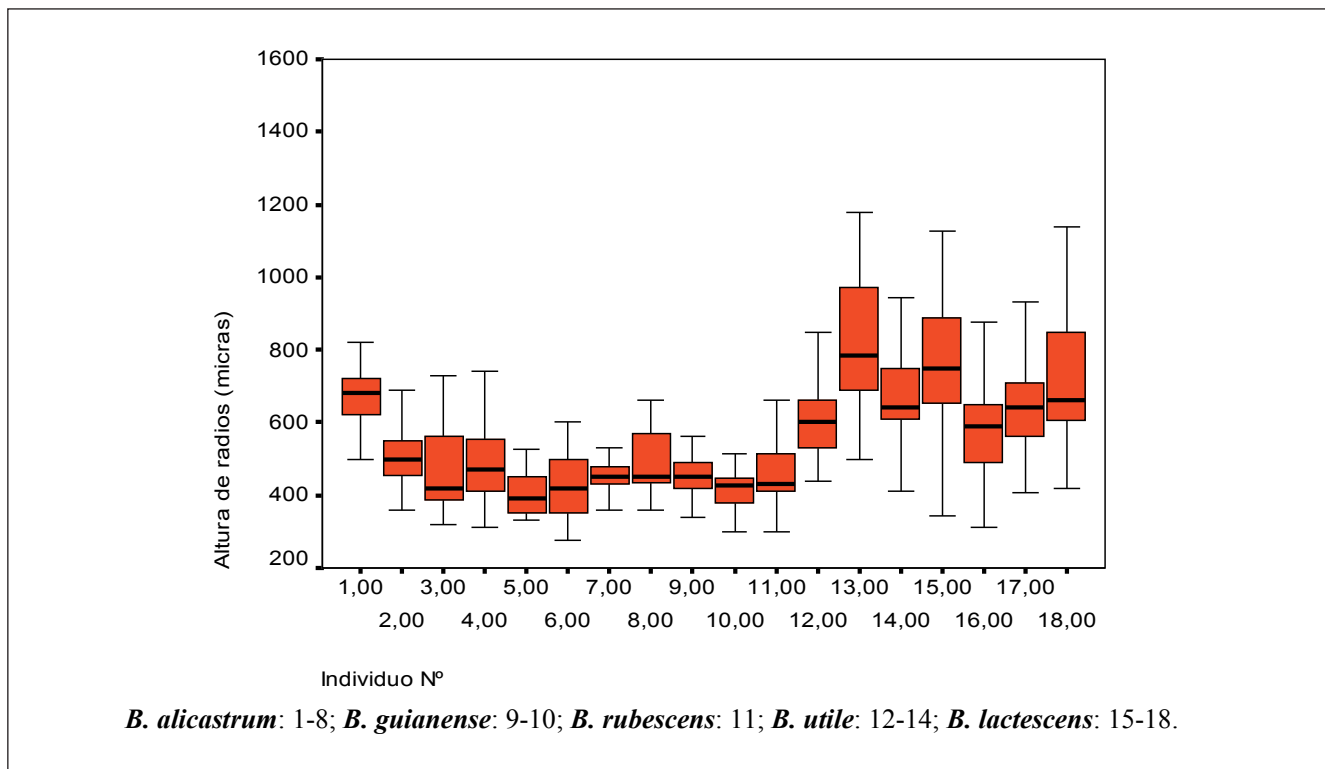 1600
1400
1200
1000
800
600
400
200
Altura de radios (micras)
1,00 3,00 5,00 7,00 9,00 11,00 13,00 15,00 17,00
2,00 4,00 6,00 8,00 10,00 12,00 14,00 16,00 18,00
Individuo Nº
B. alicastrum: 1-8; B. guianense: 9-10; B. rubescens: 11; B. utile: 12-14; B. lactescens: 15-18.